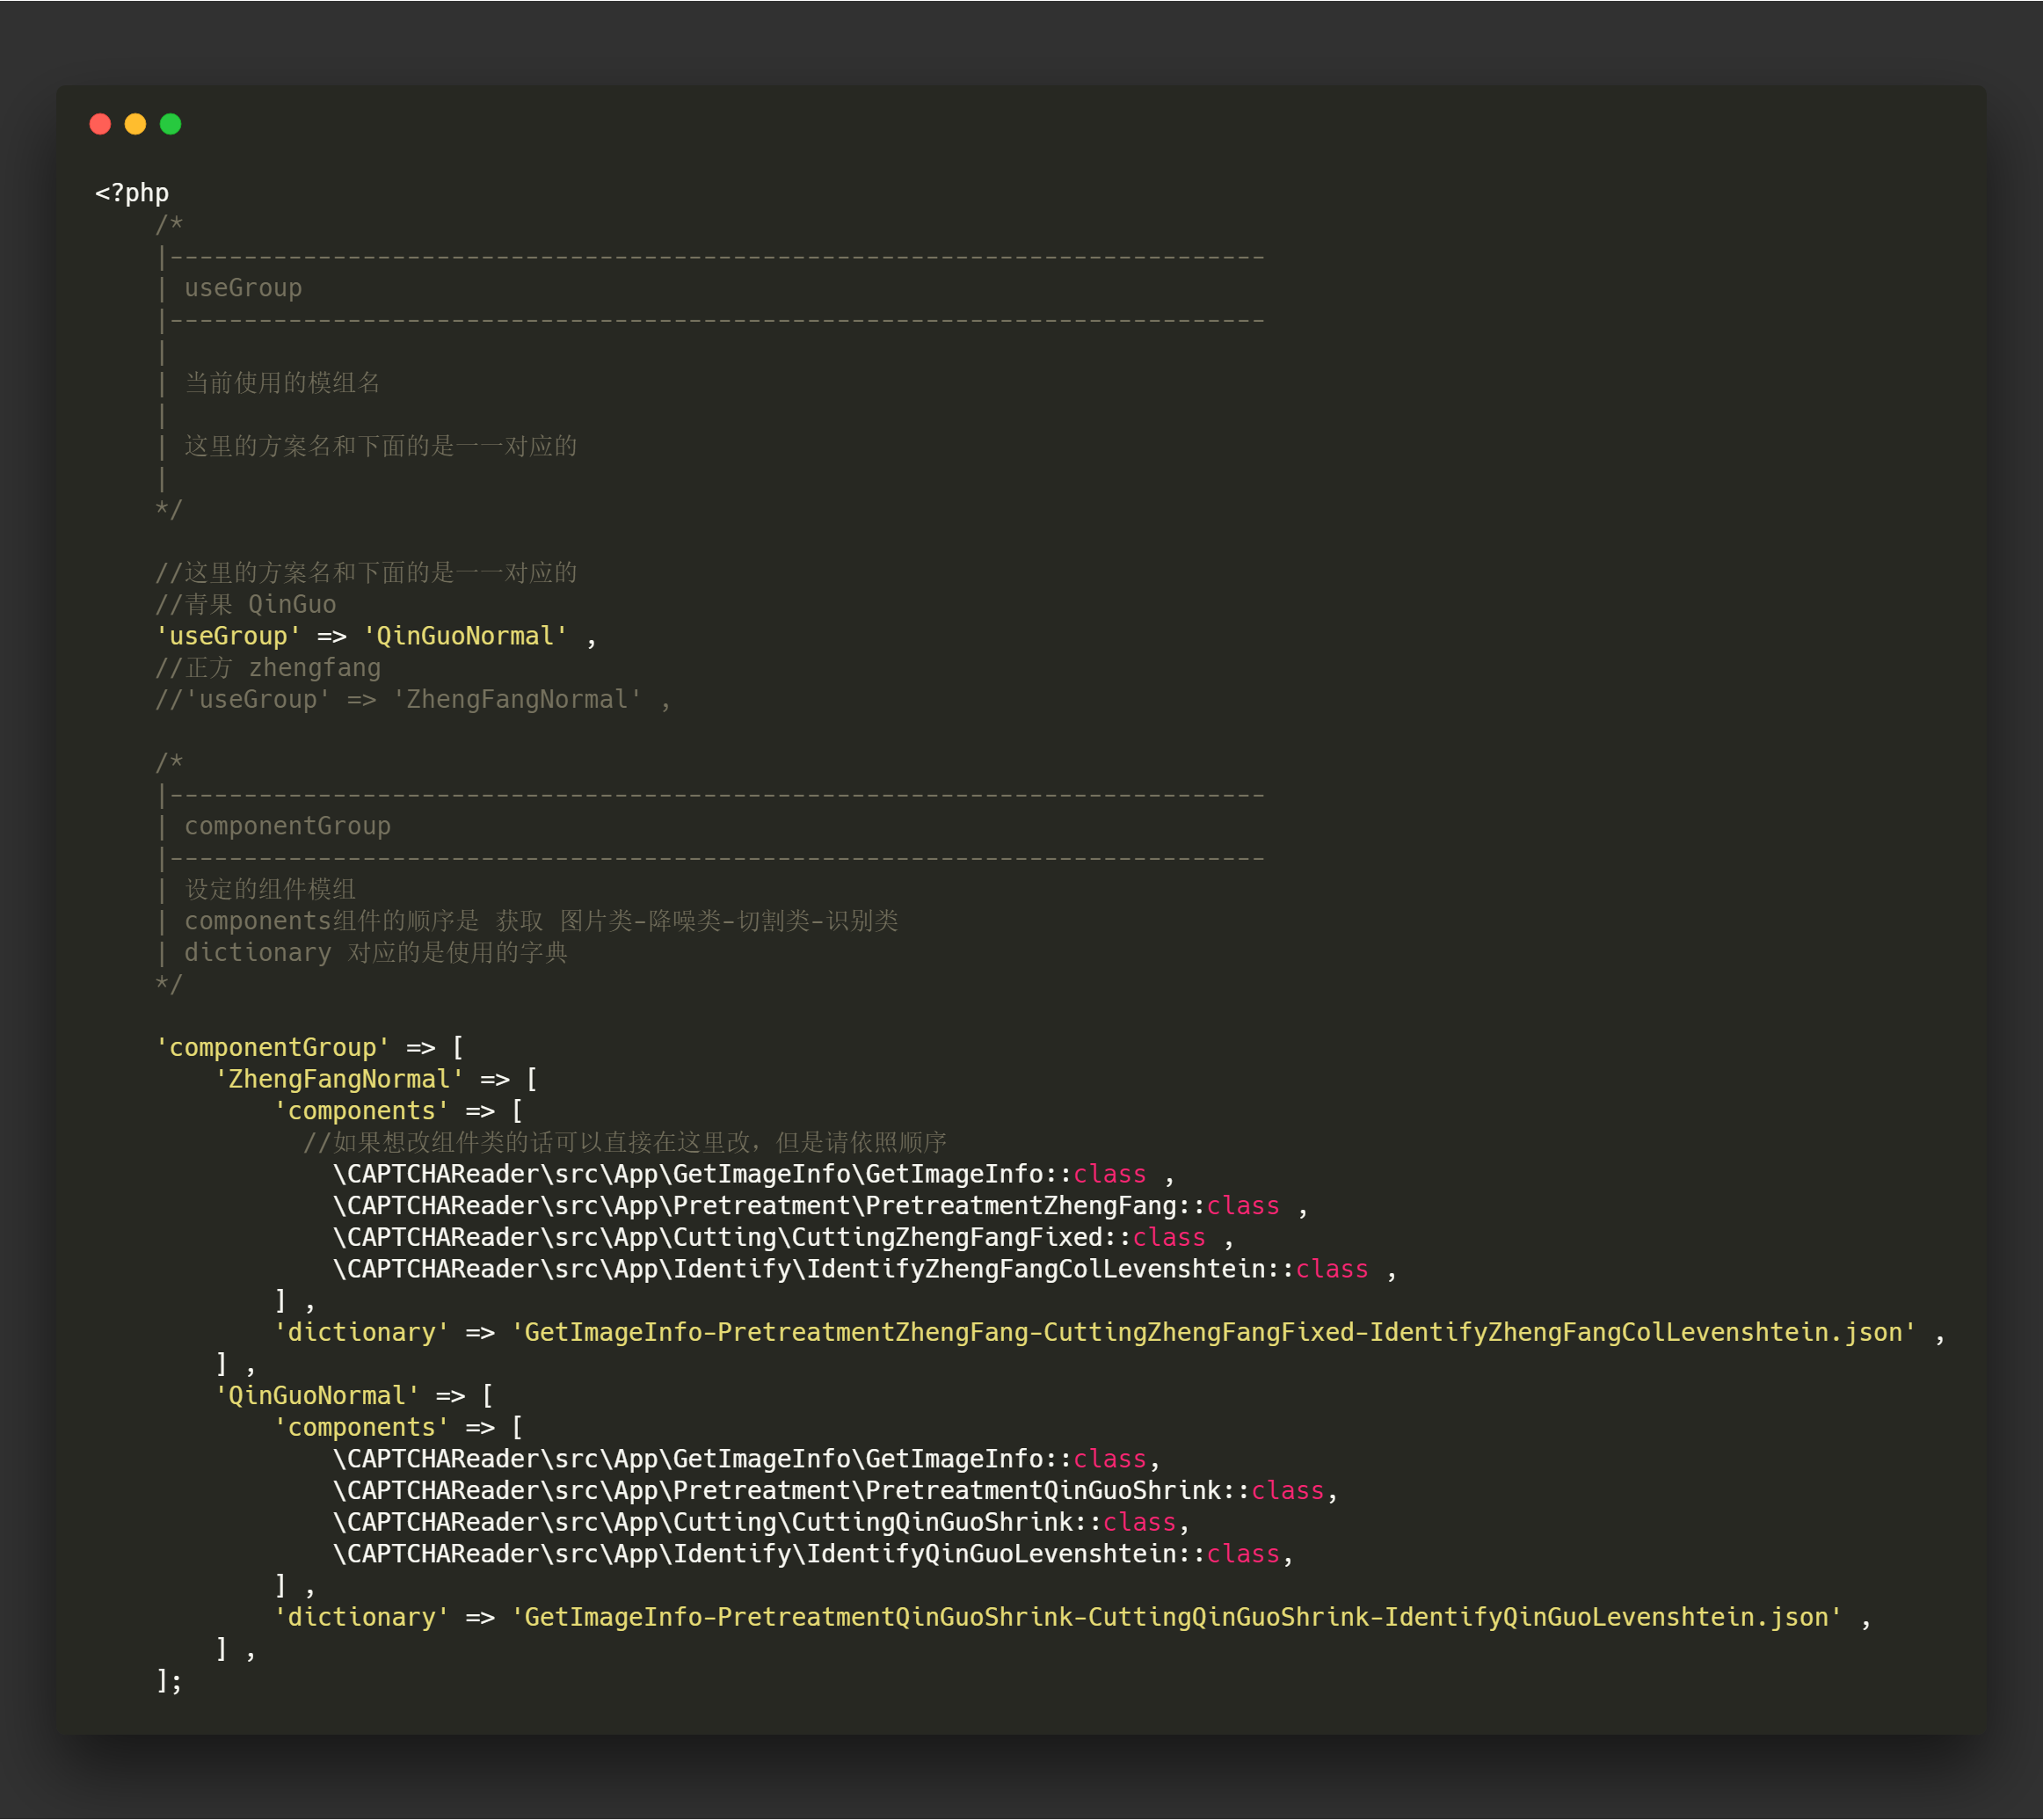 <?php
/*
|--------------------------------------------------------------------------
| useGroup
|--------------------------------------------------------------------------
|
| 当前使用的模组名
|
| 这里的方案名和下面的是一一对应的
|
*/
//这里的方案名和下面的是一一对应的
//青果 QinGuo
'useGroup' => 'QinGuoNormal' ,
//正方 zhengfang
//'useGroup' => 'ZhengFangNormal' ,
/*
|--------------------------------------------------------------------------
| componentGroup
|--------------------------------------------------------------------------
| 设定的组件模组
| components组件的顺序是 获取 图片类-降噪类-切割类-识别类
| dictionary 对应的是使用的字典
*/
'componentGroup' => [
'ZhengFangNormal' => [
'components' => [
//如果想改组件类的话可以直接在这里改，但是请依照顺序
\CAPTCHAReader\src\App\GetImageInfo\GetImageInfo::class ,
\CAPTCHAReader\src\App\Pretreatment\PretreatmentZhengFang::class ,
\CAPTCHAReader\src\App\Cutting\CuttingZhengFangFixed::class ,
\CAPTCHAReader\src\App\Identify\IdentifyZhengFangColLevenshtein::class ,
] ,
'dictionary' => 'GetImageInfo-PretreatmentZhengFang-CuttingZhengFangFixed-IdentifyZhengFangColLevenshtein.json' ,
] ,
'QinGuoNormal' => [
'components' => [
\CAPTCHAReader\src\App\GetImageInfo\GetImageInfo::class,
\CAPTCHAReader\src\App\Pretreatment\PretreatmentQinGuoShrink::class,
\CAPTCHAReader\src\App\Cutting\CuttingQinGuoShrink::class,
\CAPTCHAReader\src\App\Identify\IdentifyQinGuoLevenshtein::class,
] ,
'dictionary' => 'GetImageInfo-PretreatmentQinGuoShrink-CuttingQinGuoShrink-IdentifyQinGuoLevenshtein.json' ,
] ,
];